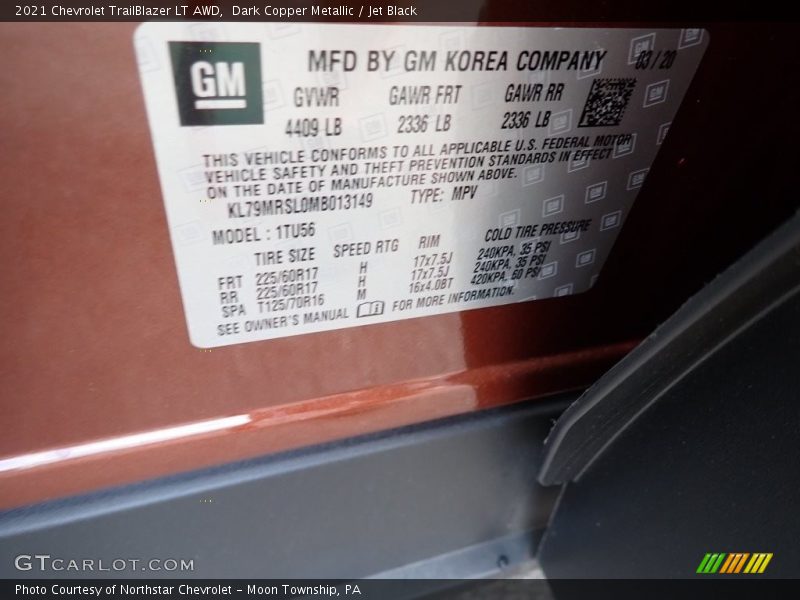 2021 Chevrolet TrailBlazer LT AWD,  Dark Copper Metallic / Jet Black
GM
MFD BY GM KOREA COMPANY 03/20
GVWR GAWR FRT GAWR RR
4409 LB 2336 LB 2336 LB
THIS VEHICLE CONFORMS TO ALL APPLICABLE U.S. FEDERAL MOTOR
VEHICLE SAFETY AND THEFT PREVENTION STANDARDS IN EFFECT
ON THE DATE OF MANUFACTURE SHOWN ABOVE.
KL79MRSL0MB013149 TYPE: MPV
MODEL : 1TU56
TIRE SIZE SPEED RTG RIM COLD TIRE PRESSURE
FRT 225/60R17 H 17x7.5J 240KPA, 35 PSI
RR 225/60R17 H 17x7.5J 240KPA, 35 PSI
SPA T125/70R16 M 16x4.0BT 420KPA, 60 PSI
SEE OWNER'S MANUAL FOR MORE INFORMATION.
GTCARLOT.COM
Photo Courtesy of Northstar Chevrolet - Moon Township, PA